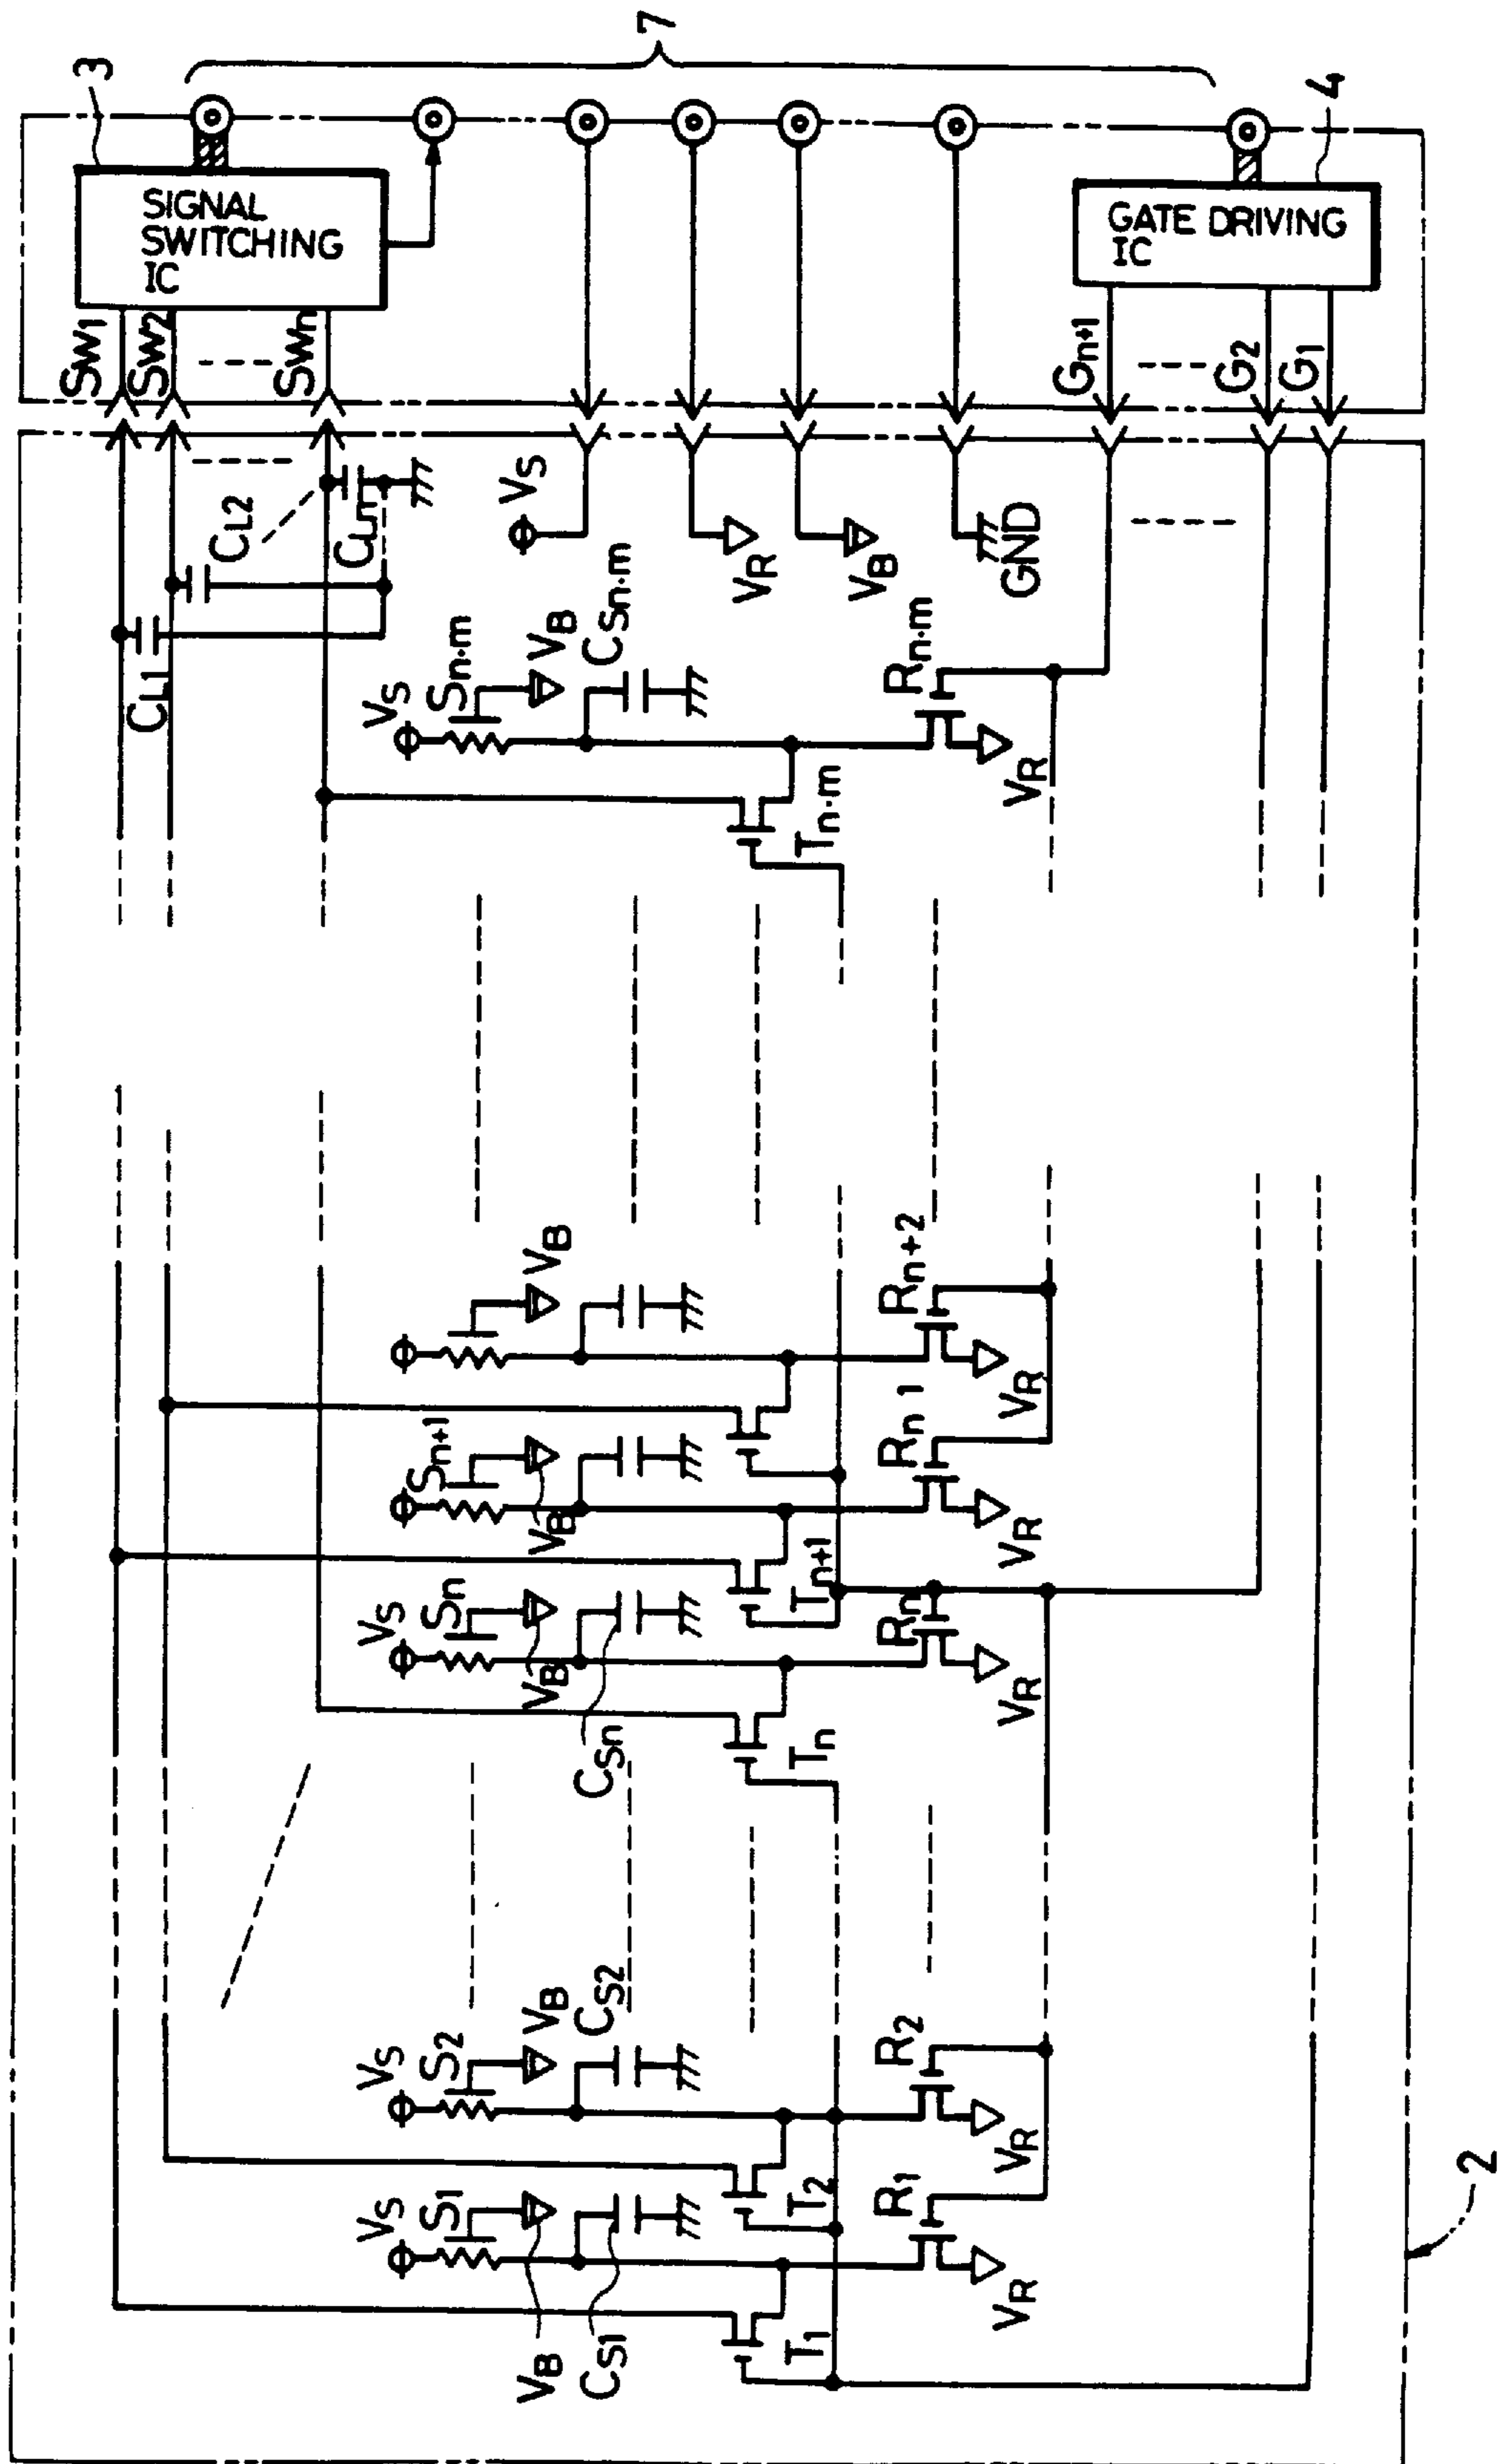 3
7
4
SIGNAL
SWITCHING
IC
GATE DRIVING
IC
SW1
SW2
SWn
Gn+1
G2
G1
CL1
CL2
CLn
VS
VR
VB
GND
VS
Sn·m
VB
CSn·m
Rn·m
VR
Tn·m
VB
Rn+2
VR
Sn+1
VB
Rn 1
VR
Tn+1
VS
Sn
VB
CSn
Rn
VR
Tn
VS
S2
VB
CS2
R2
VR
T2
VS
S1
VB
CS1
R1
VR
T1
2